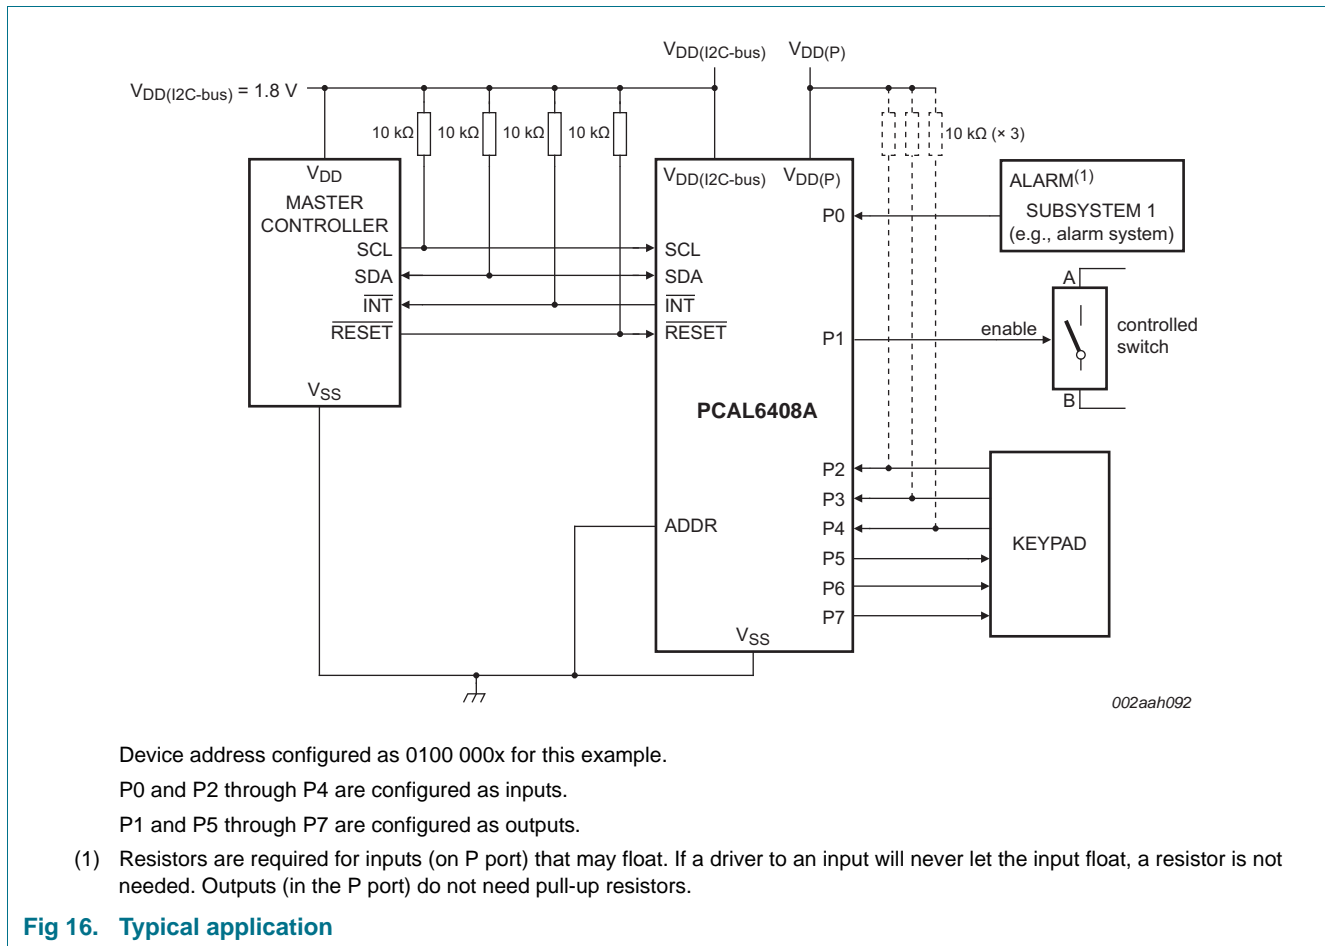 VDD(I2C-bus) VDD(P)
VDD(I2C-bus) = 1.8 V
10 kΩ 10 kΩ 10 kΩ 10 kΩ 10 kΩ (× 3)
VDD
MASTER
CONTROLLER
SCL
SDA
INT
RESET
VSS
VDD(I2C-bus) VDD(P)
SCL
SDA
INT
RESET
PCAL6408A
ADDR
VSS
P0
P1
P2
P3
P4
P5
P6
P7
ALARM(1)
SUBSYSTEM 1
(e.g., alarm system)
A
enable
controlled
switch
B
KEYPAD
002aah092
Device address configured as 0100 000x for this example.
P0 and P2 through P4 are configured as inputs.
P1 and P5 through P7 are configured as outputs.
(1) Resistors are required for inputs (on P port) that may float. If a driver to an input will never let the input float, a resistor is not
needed. Outputs (in the P port) do not need pull-up resistors.
Fig 16. Typical application